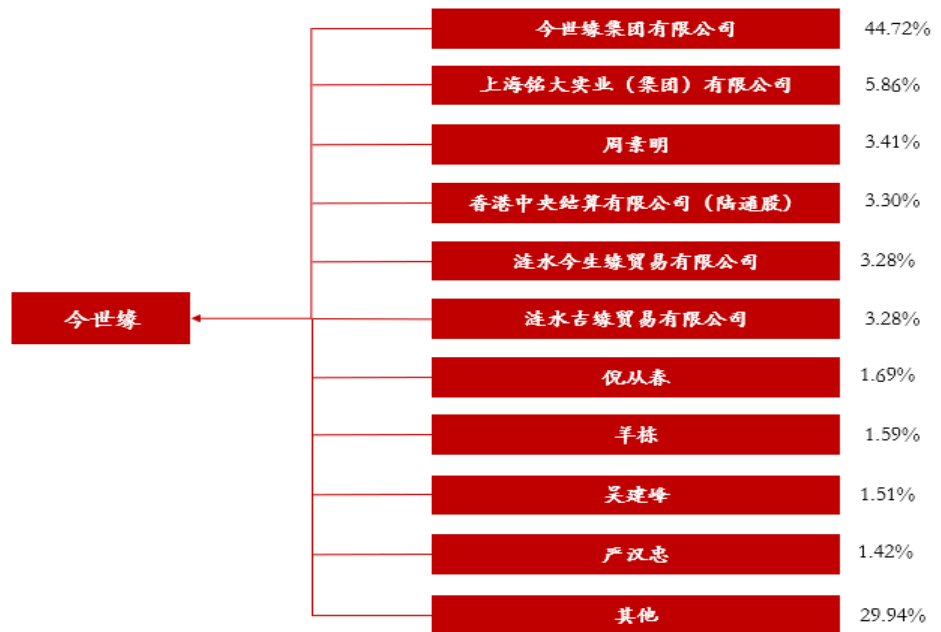 今世缘集团有限公司 44.72%
上海铭大实业（集团）有限公司 5.86%
周素明 3.41%
香港中央结算有限公司（陆通股） 3.30%
涟水今生缘贸易有限公司 3.28%
今世缘
涟水吉缘贸易有限公司 3.28%
倪从春 1.69%
羊栋 1.59%
吴建峰 1.51%
严汉忠 1.42%
其他 29.94%